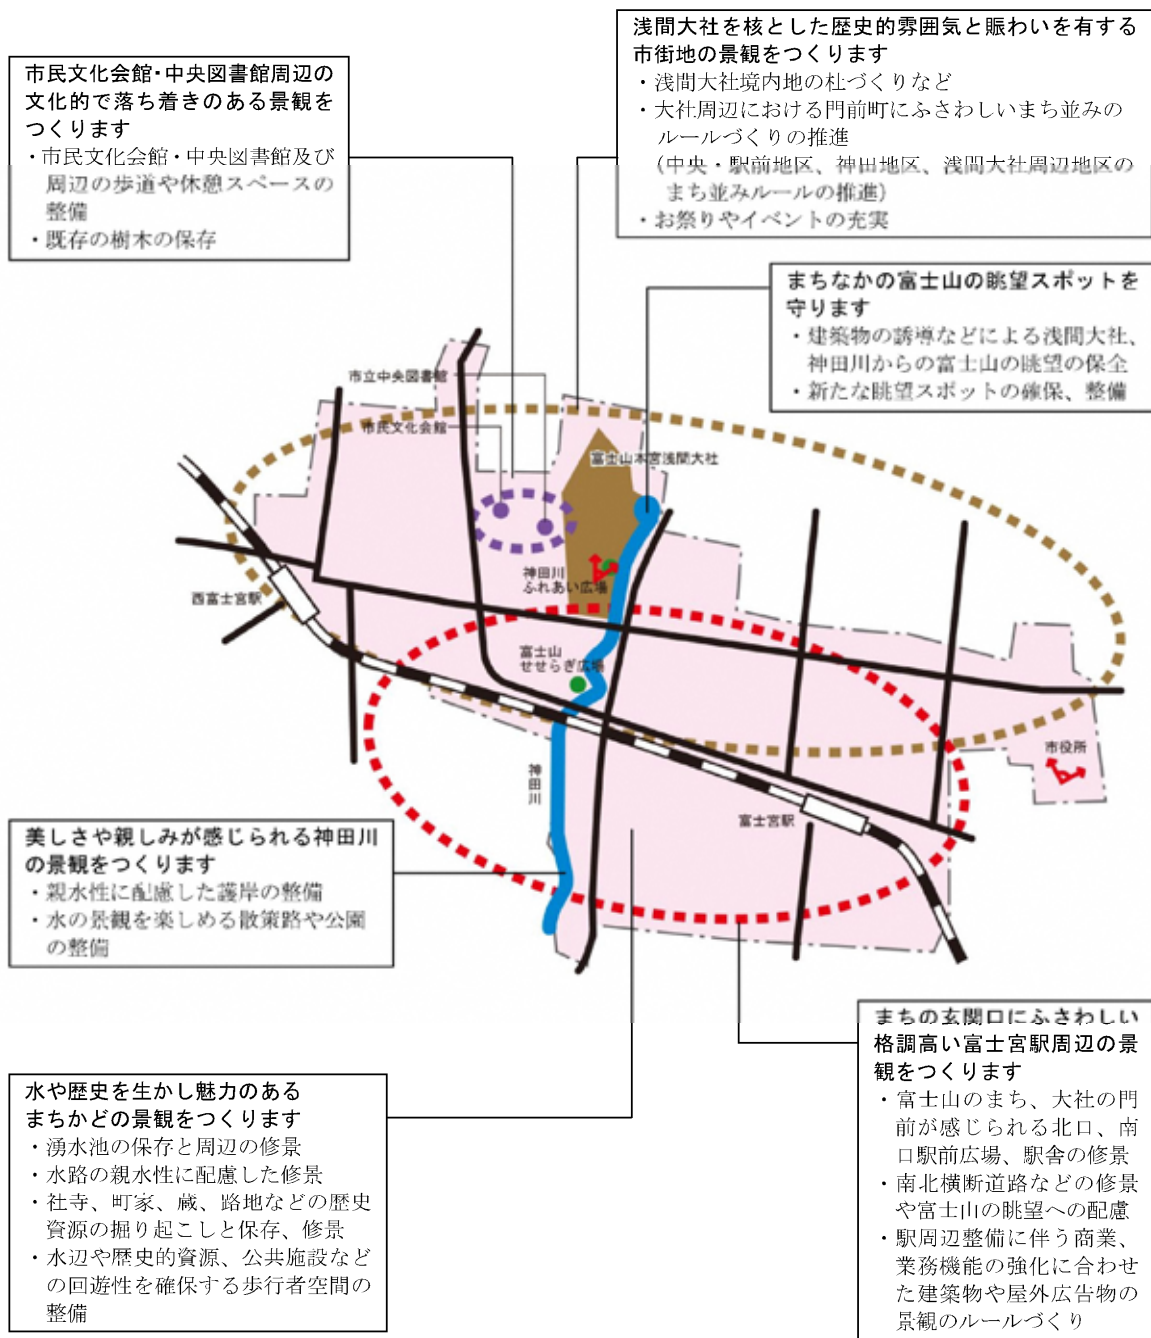 浅間大社を核とした歴史的雰囲気と賑わいを有する
市街地の景観をつくります
・浅間大社境内地の杜づくりなど
・大社周辺における門前町にふさわしいまち並みの
ルールづくりの推進
(中央・駅前地区、神田地区、浅間大社周辺地区の
まち並みルールの推進)
・お祭りやイベントの充実
市民文化会館・中央図書館周辺の
文化的で落ち着きのある景観を
つくります
・市民文化会館・中央図書館及び
周辺の歩道や休憩スペースの
整備
・既存の樹木の保存
まちなかの富士山の眺望スポットを
守ります
・建築物の誘導などによる浅間大社、
神田川からの富士山の眺望の保全
・新たな眺望スポットの確保、整備
市立中央図書館
市民文化会館
富士山本宮浅間大社
神田川
ふれあい広場
西富士宮駅
富士山
せせらぎ広場
市役所
神田川
富士宮駅
美しさや親しみが感じられる神田川
の景観をつくります
・親水性に配慮した護岸の整備
・水の景観を楽しめる散策路や公園
の整備
水や歴史を生かし魅力のある
まちかどの景観をつくります
・湧水池の保存と周辺の修景
・水路の親水性に配慮した修景
・社寺、町家、蔵、路地などの歴史
資源の掘り起こしと保存、修景
・水辺や歴史的資源、公共施設など
の回遊性を確保する歩行者空間の
整備
まちの玄関口にふさわしい
格調高い富士宮駅周辺の景
観をつくります
・富士山のまち、大社の門
前が感じられる北口、南
口駅前広場、駅舎の修景
・南北横断道路などの修景
や富士山の眺望への配慮
・駅周辺整備に伴う商業、
業務機能の強化に合わせ
た建築物や屋外広告物の
景観のルールづくり